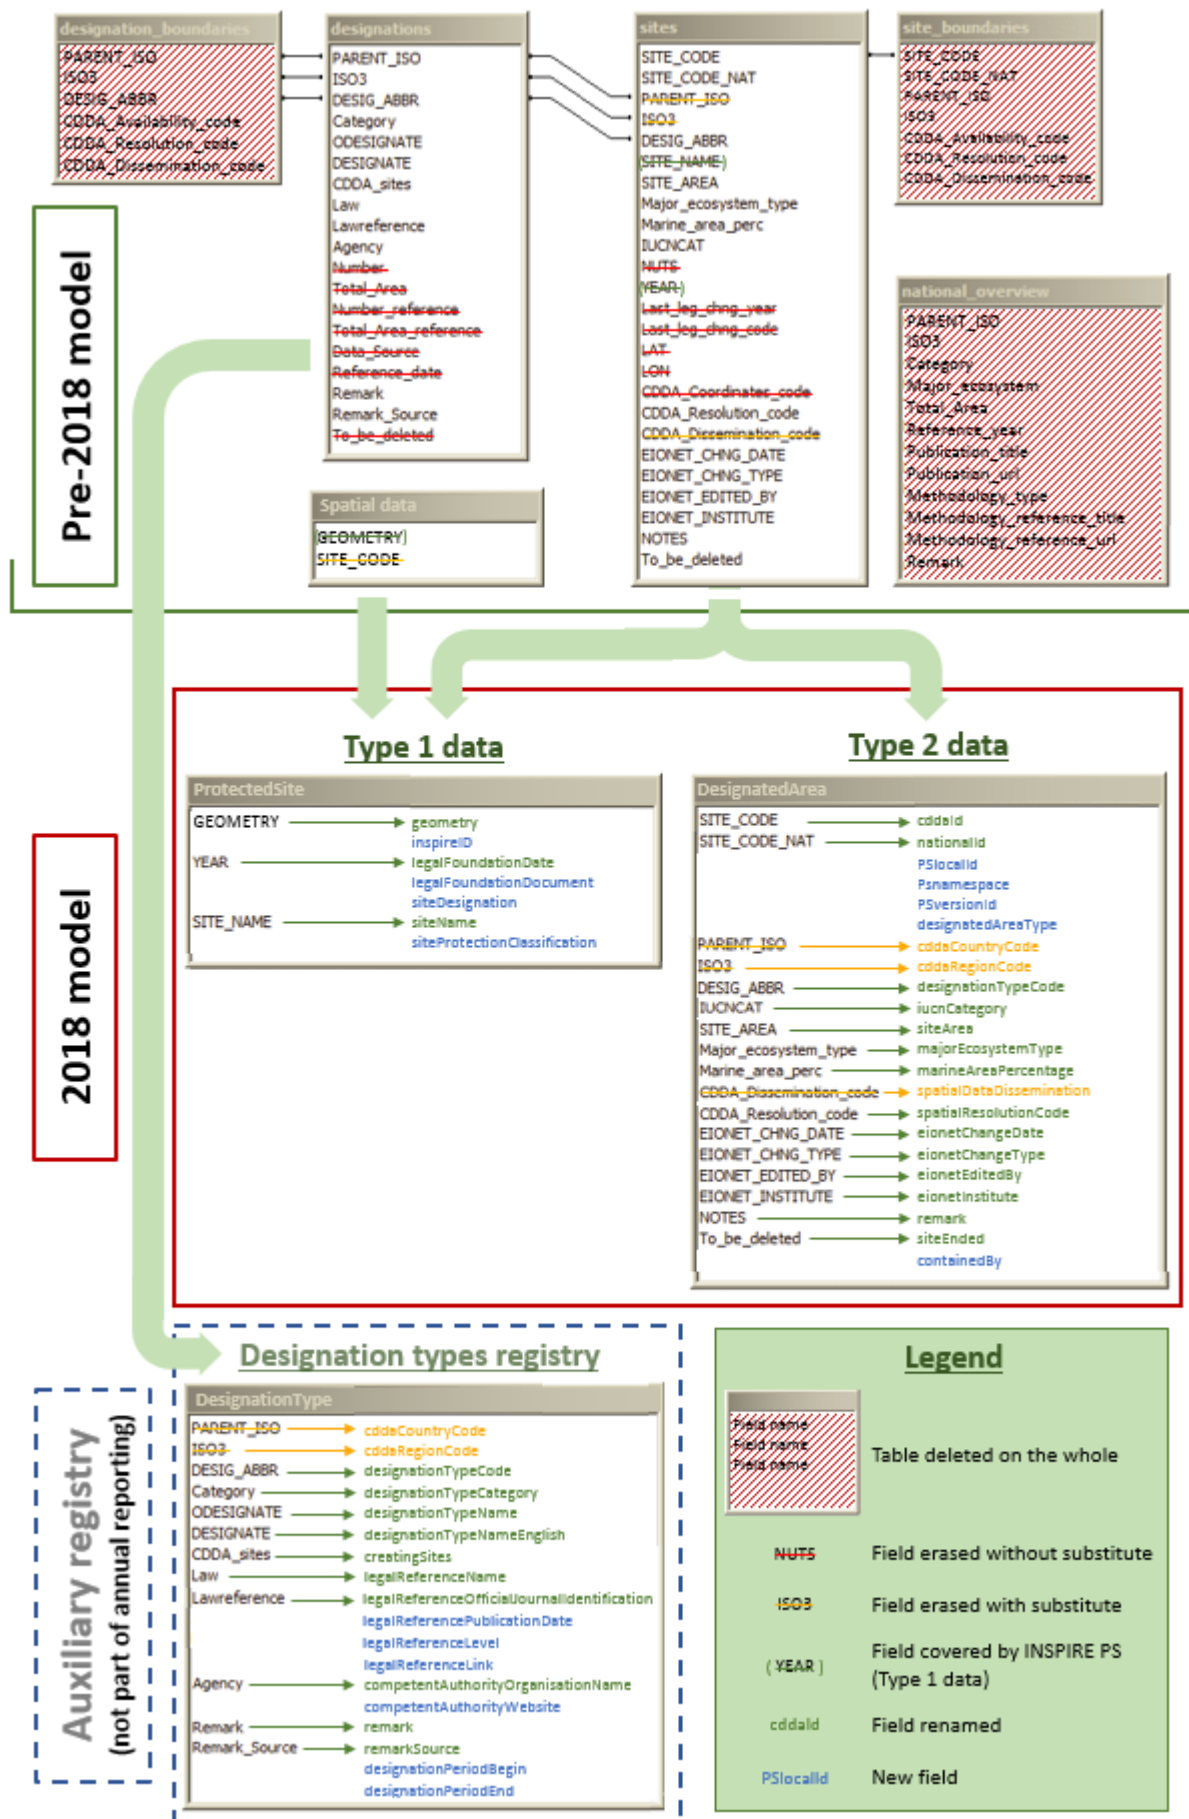 designation_boundaries
PARENT_ISO
ISO3
DESIG_ABBR
CDDA_Availability_code
CDDA_Resolution_code
CDDA_Dissemination_code
designations
PARENT_ISO
ISO3
DESIG_ABBR
Category
ODESIGNATE
DESIGNATE
CDDA_sites
Law
Lawreference
Agency
Number
Total_Area
Number_reference
Total_Area_reference
Data_Source
Reference_date
Remark
Remark_Source
To_be_deleted
sites
SITE_CODE
SITE_CODE_NAT
PARENT_ISO
ISO3
DESIG_ABBR
(SITE_NAME)
SITE_AREA
Major_ecosystem_type
Marine_area_perc
IUCNCAT
NUTS
(YEAR)
Last_leg_chng_year
Last_leg_chng_code
LAT
LON
CDDA_Coordinates_code
CDDA_Resolution_code
CDDA_Dissemination_code
EIONET_CHNG_DATE
EIONET_CHNG_TYPE
EIONET_EDITED_BY
EIONET_INSTITUTE
NOTES
To_be_deleted
site_boundaries
SITE_CODE
SITE_CODE_NAT
PARENT_ISO
ISO3
CDDA_Availability_code
CDDA_Resolution_code
CDDA_Dissemination_code
national_overview
PARENT_ISO
ISO3
Category
Major_ecosystem
Total_Area
Reference_year
Publication_title
Publication_url
Methodology_type
Methodology_reference_title
Methodology_reference_url
Remark
Spatial data
(GEOMETRY)
SITE_CODE
Pre-2018 model
2018 model
Type 1 data
ProtectedSite
GEOMETRY geometry
inspireID
YEAR legalFoundationDate
legalFoundationDocument
siteDesignation
SITE_NAME siteName
siteProtectionClassification
Type 2 data
DesignatedArea
SITE_CODE cddaId
SITE_CODE_NAT nationalId
PSlocalId
Psnamespace
PSversionId
designatedAreaType
PARENT_ISO cddaCountryCode
ISO3 cddaRegionCode
DESIG_ABBR designationTypeCode
IUCNCAT iucnCategory
SITE_AREA siteArea
Major_ecosystem_type majorEcosystemType
Marine_area_perc marineAreaPercentage
CDDA_Dissemination_code spatialDataDissemination
CDDA_Resolution_code spatialResolutionCode
EIONET_CHNG_DATE eionetChangeDate
EIONET_CHNG_TYPE eionetChangeType
EIONET_EDITED_BY eionetEditedBy
EIONET_INSTITUTE eionetInstitute
NOTES remark
To_be_deleted siteEnded
containedBy
Auxiliary registry
(not part of annual reporting)
Designation types registry
DesignationType
PARENT_ISO cddaCountryCode
ISO3 cddaRegionCode
DESIG_ABBR designationTypeCode
Category designationTypeCategory
ODESIGNATE designationTypeName
DESIGNATE designationTypeNameEnglish
CDDA_sites creatingSites
Law legalReferenceName
Lawreference legalReferenceOfficialJournalIdentification
legalReferencePublicationDate
legalReferenceLevel
legalReferenceLink
Agency competentAuthorityOrganisationName
competentAuthorityWebsite
Remark remark
Remark_Source remarkSource
designationPeriodBegin
designationPeriodEnd
Legend
Field name
Field name
Field name
Table deleted on the whole
NUTS Field erased without substitute
ISO3 Field erased with substitute
(YEAR) Field covered by INSPIRE PS
(Type 1 data)
cddaId Field renamed
PSlocalId New field